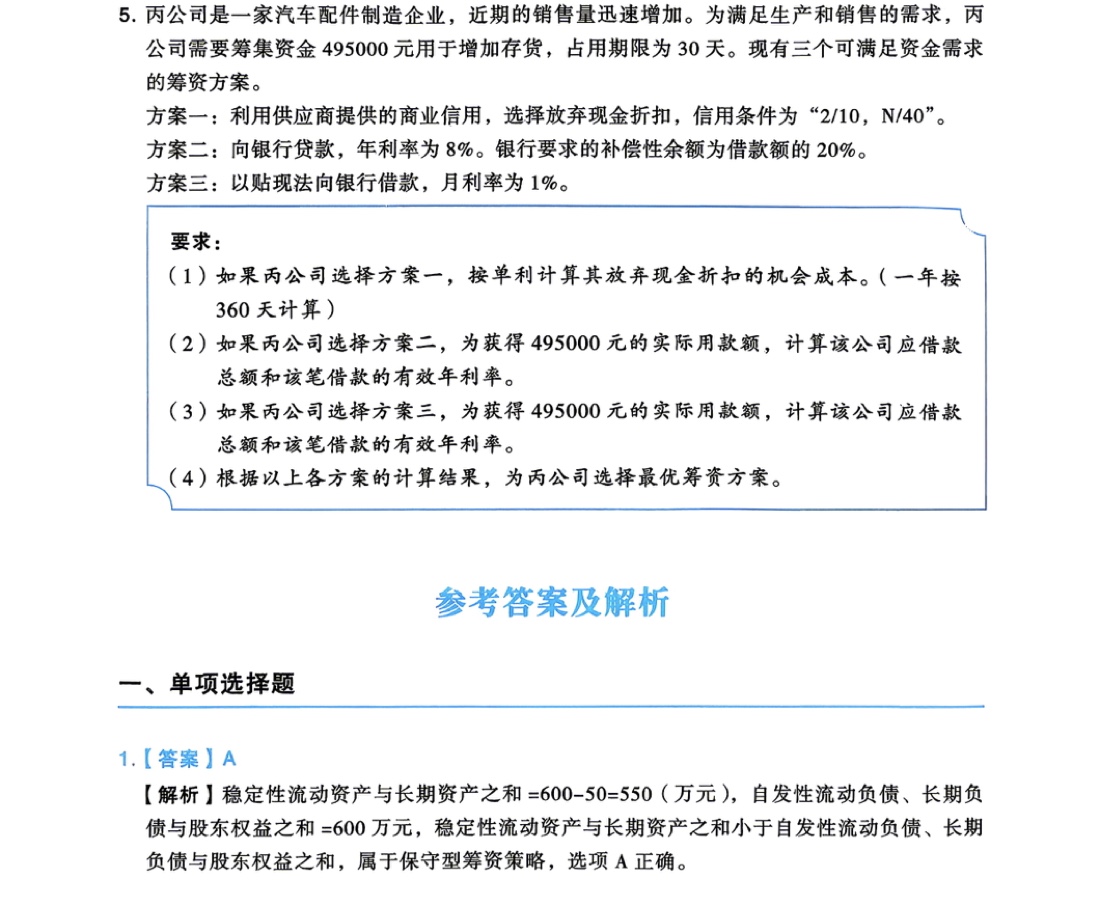 5. 丙公司是一家汽车配件制造企业，近期的销售量迅速增加。为满足生产和销售的需求，丙
公司需要筹集资金 495000 元用于增加存货，占用期限为 30 天。现有三个可满足资金需求
的筹资方案。
方案一：利用供应商提供的商业信用，选择放弃现金折扣，信用条件为“2/10，N/40”。
方案二：向银行贷款，年利率为 8%。银行要求的补偿性余额为借款额的 20%。
方案三：以贴现法向银行借款，月利率为 1%。
要求：
（1）如果丙公司选择方案一，按单利计算其放弃现金折扣的机会成本。（一年按
360 天计算）
（2）如果丙公司选择方案二，为获得 495000 元的实际用款额，计算该公司应借款
总额和该笔借款的有效年利率。
（3）如果丙公司选择方案三，为获得 495000 元的实际用款额，计算该公司应借款
总额和该笔借款的有效年利率。
（4）根据以上各方案的计算结果，为丙公司选择最优筹资方案。
参考答案及解析
一、单项选择题
1.【答案】A
【解析】稳定性流动资产与长期资产之和 =600-50=550（万元），自发性流动负债、长期负
债与股东权益之和 =600 万元，稳定性流动资产与长期资产之和小于自发性流动负债、长期
负债与股东权益之和，属于保守型筹资策略，选项 A 正确。